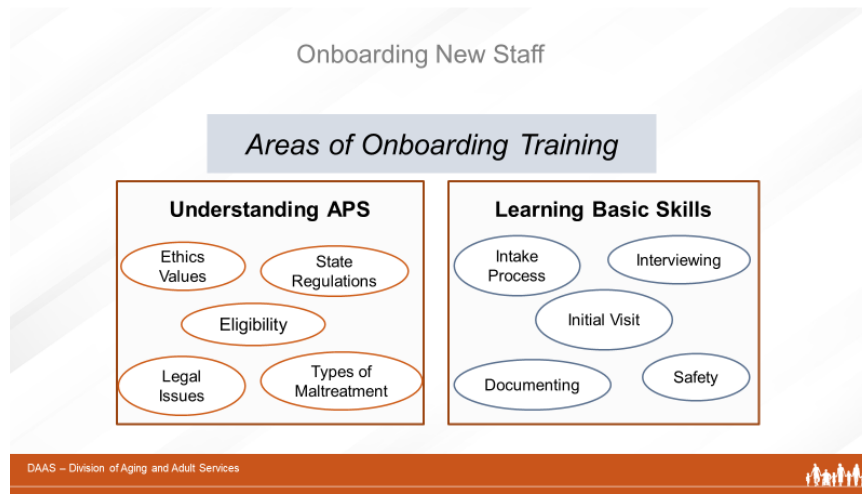 Onboarding New Staff
Areas of Onboarding Training
Understanding APS
Ethics
Values
State
Regulations
Eligibility
Legal
Issues
Types of
Maltreatment
Learning Basic Skills
Intake
Process
Interviewing
Initial Visit
Documenting
Safety
DAAS – Division of Aging and Adult Services